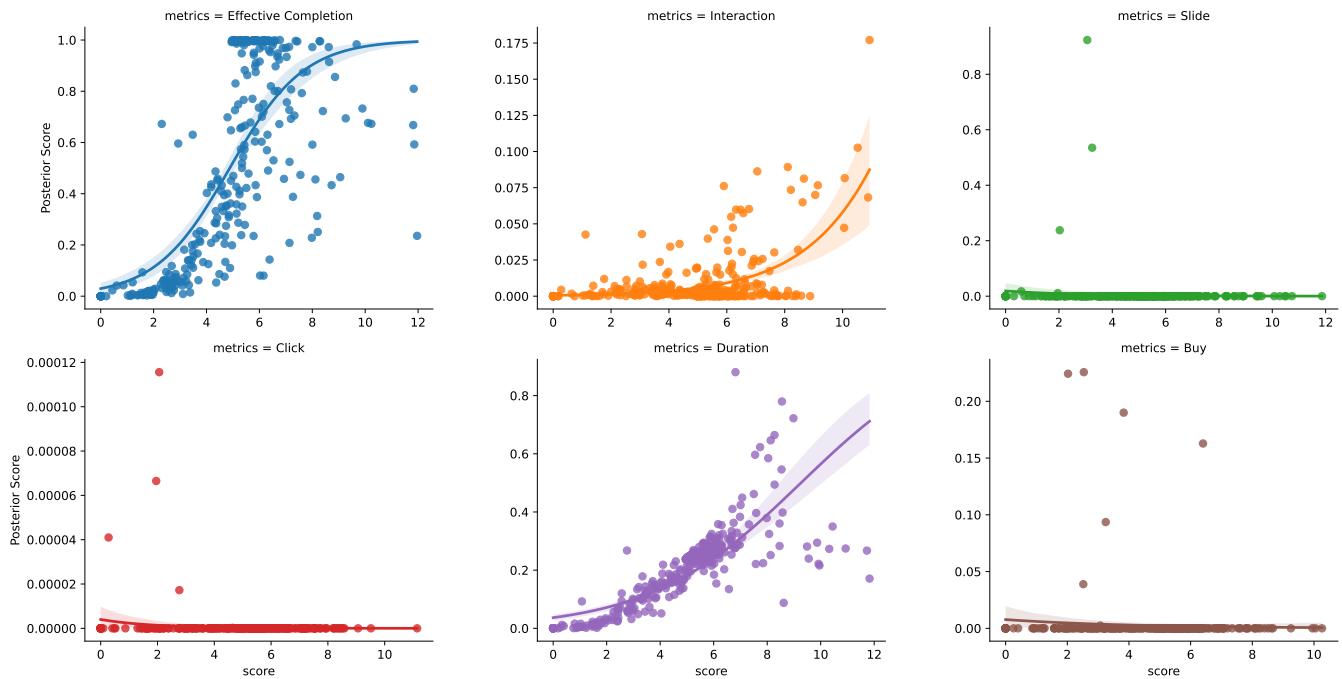 metrics = Effective Completion
metrics = Interaction
metrics = Slide
Posterior Score
1.0
0.8
0.6
0.4
0.2
0.0
0 2 4 6 8 10 12
0.175
0.150
0.125
0.100
0.075
0.050
0.025
0.000
0 2 4 6 8 10
0.8
0.6
0.4
0.2
0.0
0 2 4 6 8 10 12
metrics = Click
metrics = Duration
metrics = Buy
Posterior Score
0.00012
0.00010
0.00008
0.00006
0.00004
0.00002
0.00000
0 2 4 6 8 10
score
0.8
0.6
0.4
0.2
0.0
0 2 4 6 8 10 12
score
0.20
0.15
0.10
0.05
0.00
0 2 4 6 8 10
score